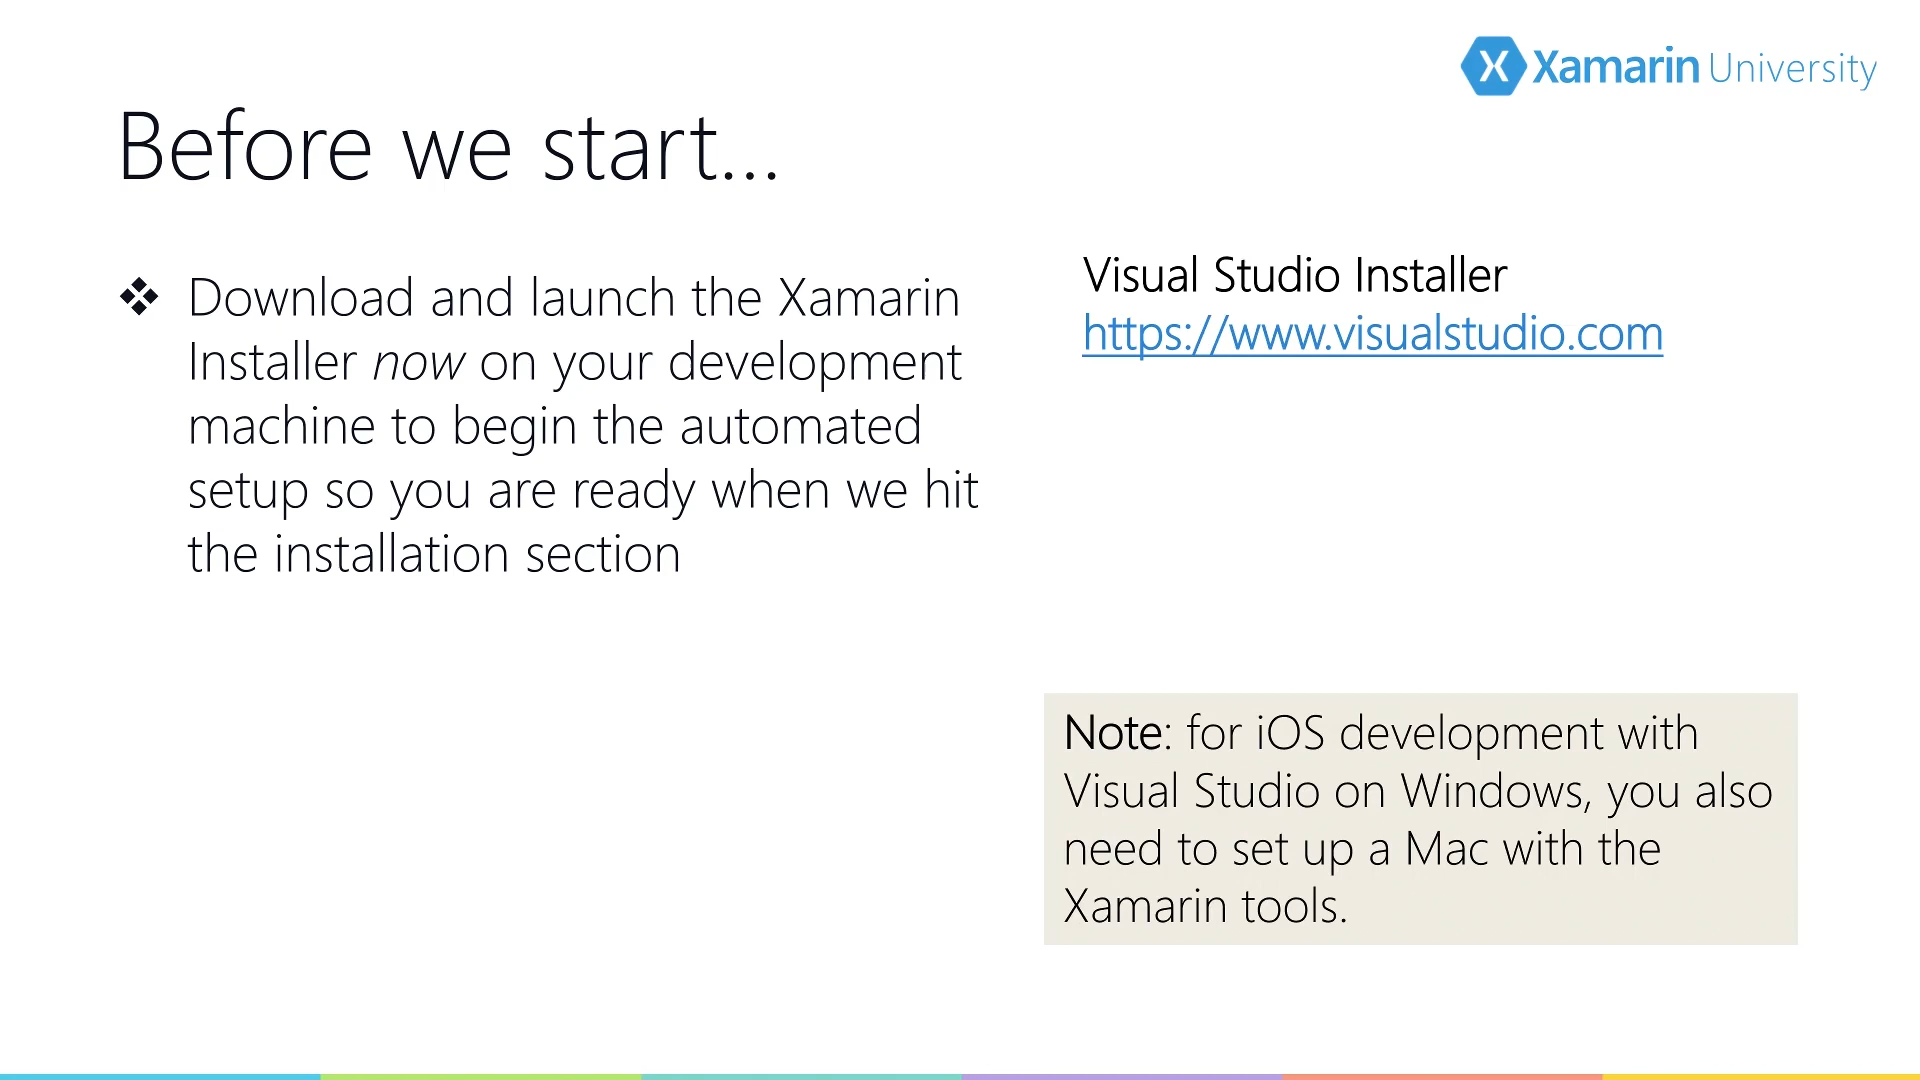 Xamarin University
Before we start...
❖ Download and launch the Xamarin
Installer now on your development
machine to begin the automated
setup so you are ready when we hit
the installation section
Visual Studio Installer
https://www.visualstudio.com
Note: for iOS development with
Visual Studio on Windows, you also
need to set up a Mac with the
Xamarin tools.